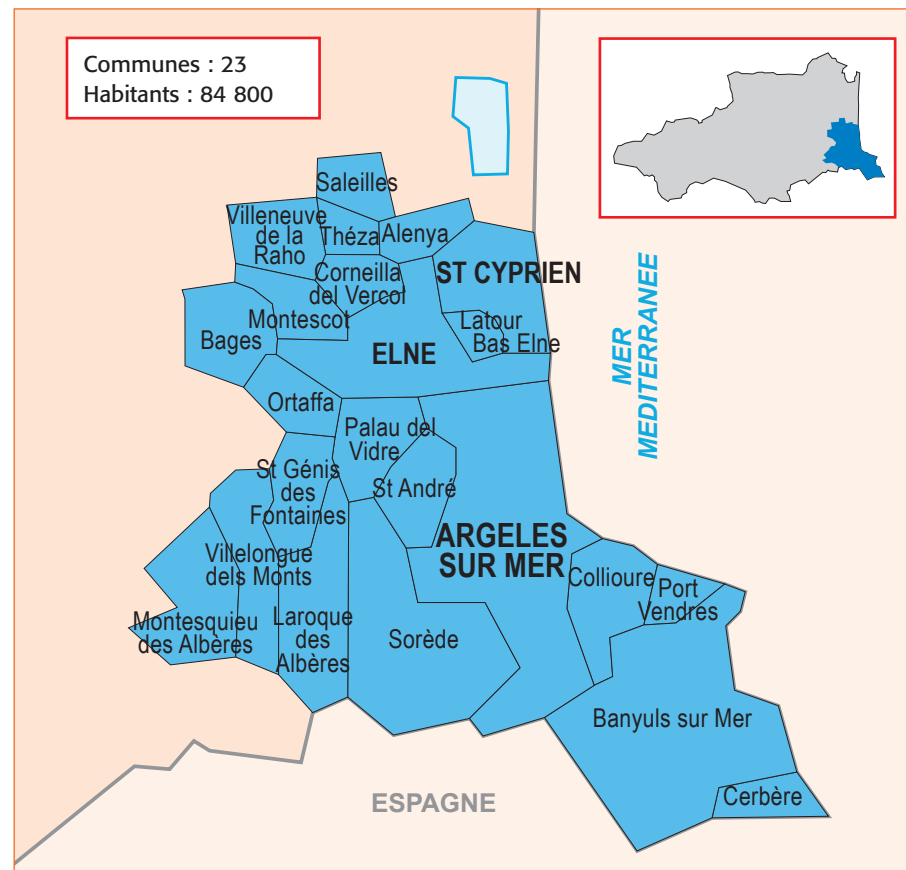 Communes : 23
Habitants : 84 800
Saleilles
Villeneuve
de la
Raho
Théza
Alenya
Corneilla
del Vercol
ST CYPRIEN
Montescot
Bages
Latour
Bas Elne
ELNE
MER
MEDITERRANEE
Ortaffa
Palau del
Vidre
St Génis
des
Fontaines
St André
ARGELES
SUR MER
Villelongue
dels Monts
Collioure
Port
Vendres
Montesquieu
des Albères
Laroque
des
Albères
Sorède
Banyuls sur Mer
Cerbère
ESPAGNE